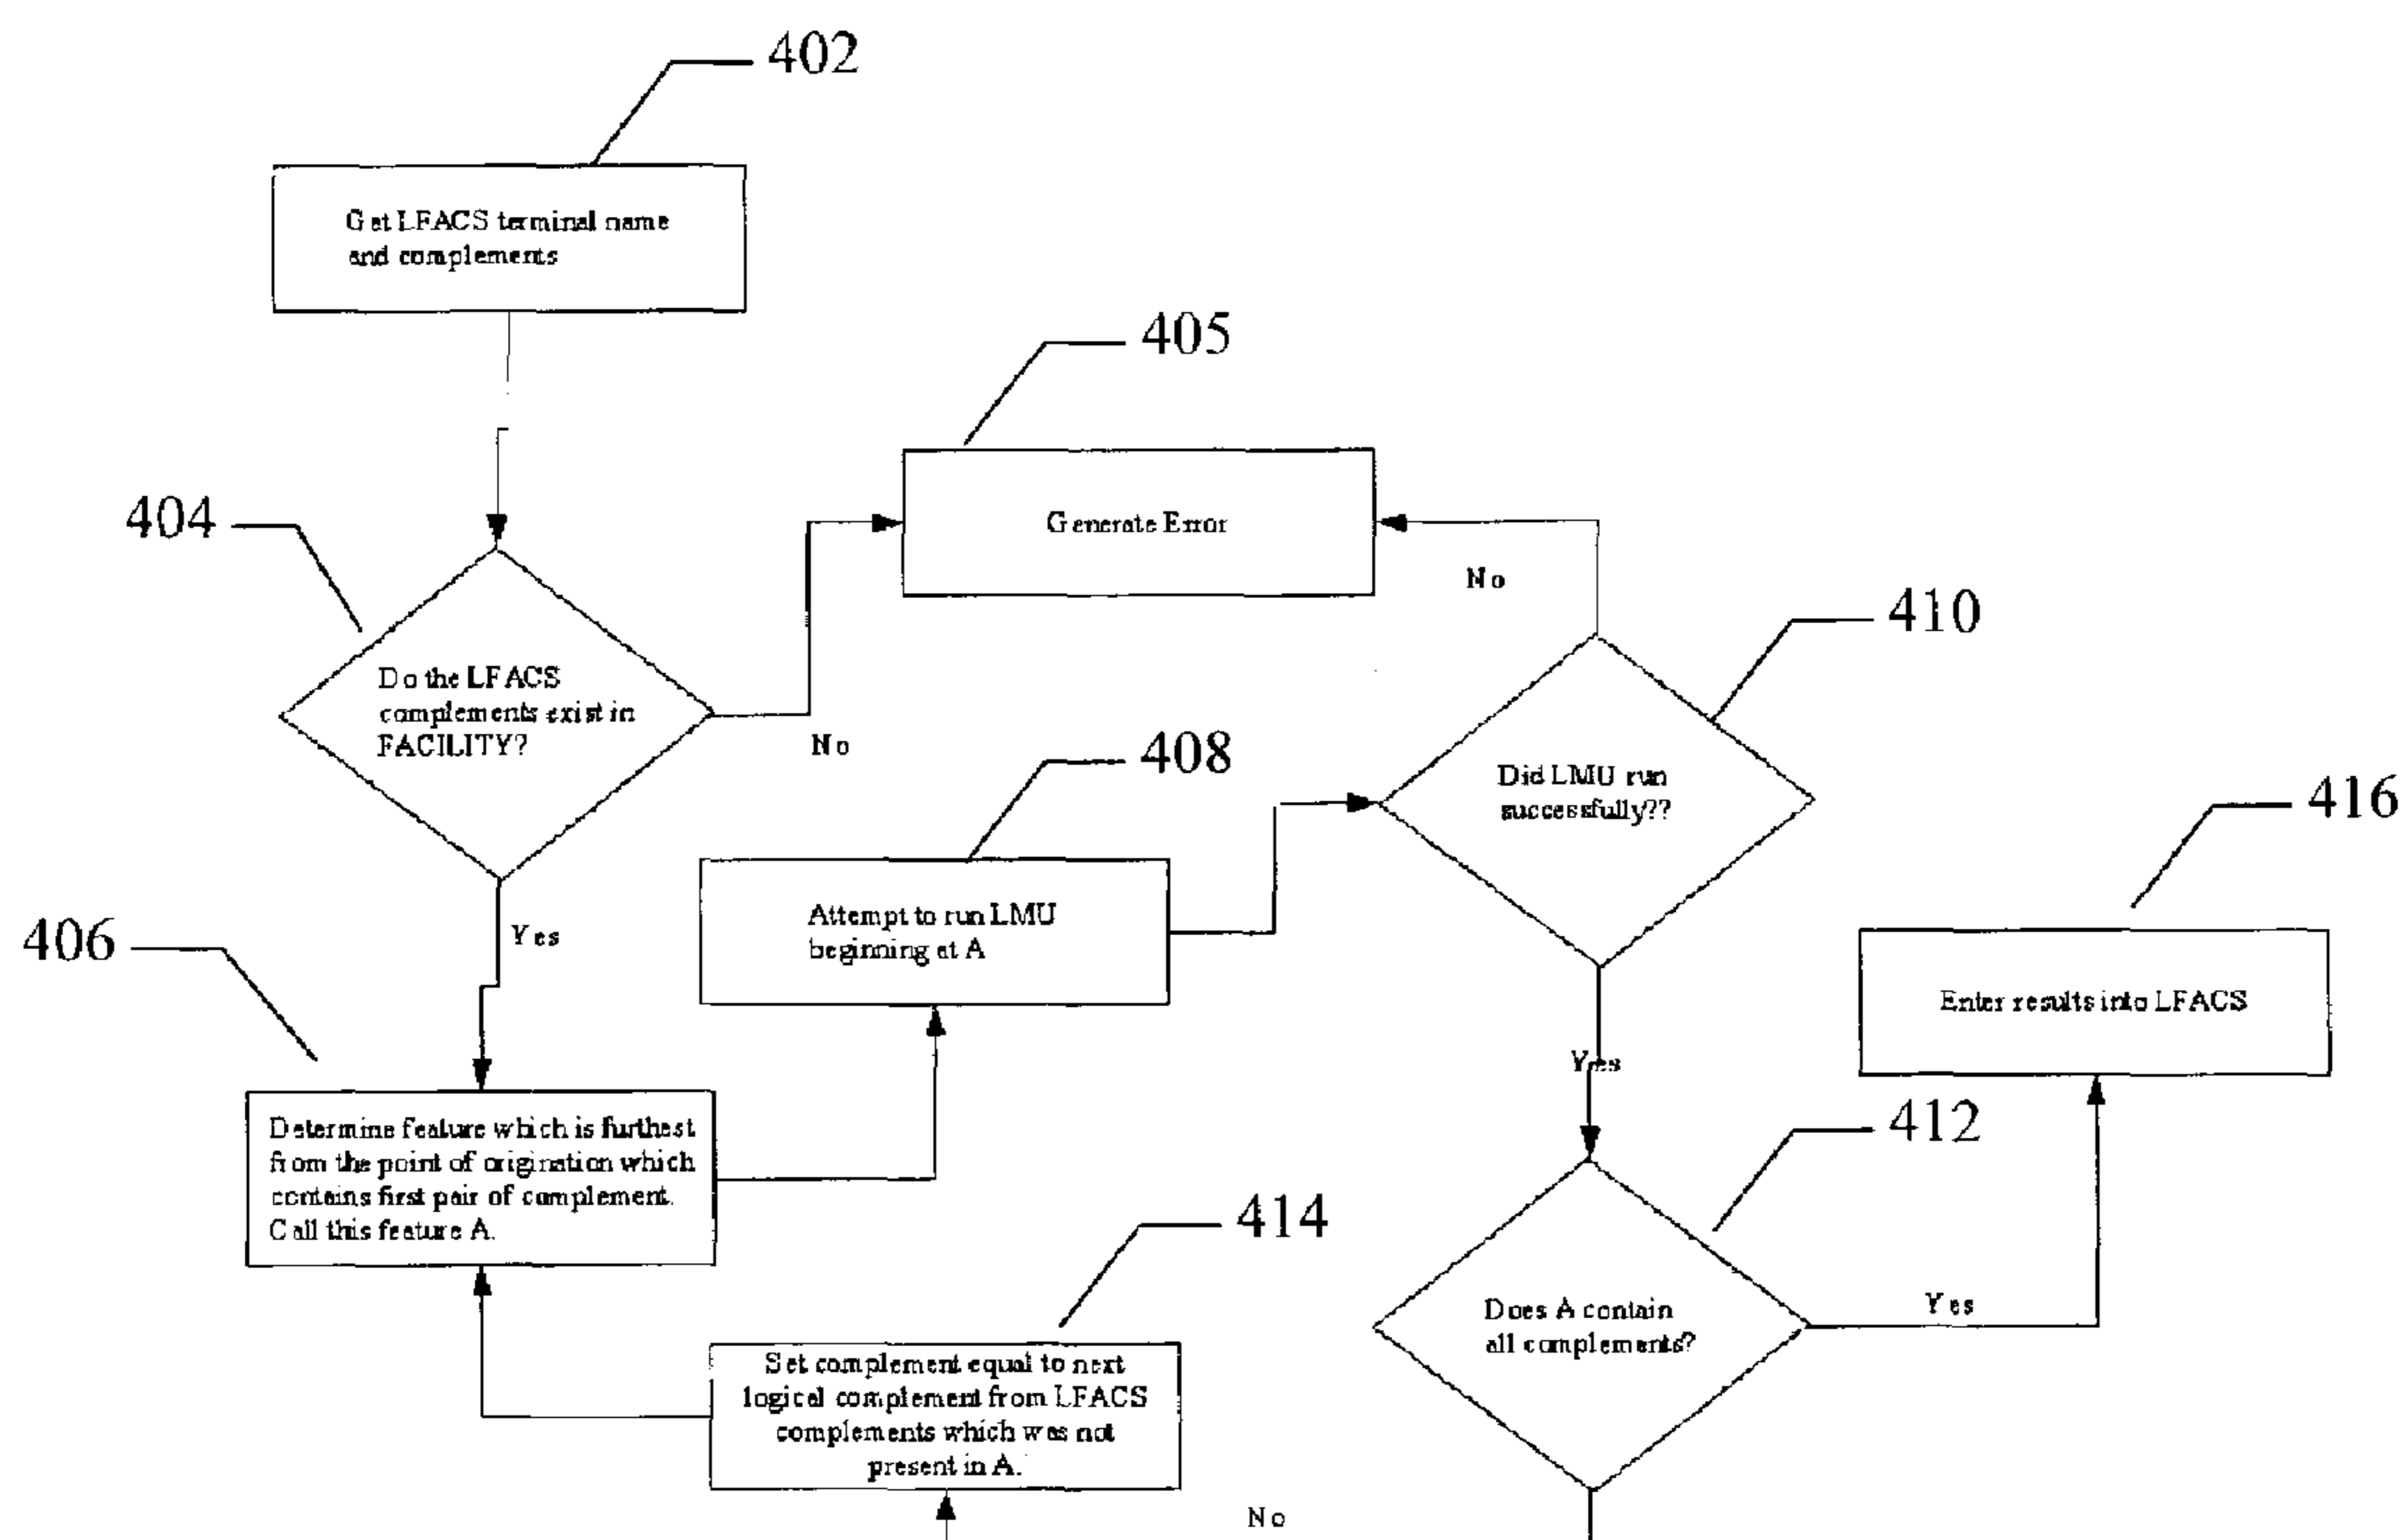 402
Get LFACS terminal name
and complements
405
404
Generate Error
No
410
Do the LFACS
complements exist in
FACILITY?
No
408
Did LMU run
successfully??
416
Yes
406
Attempt to run LMU
beginning at A
Enter results into LFACS
Yes
412
Determine feature which is furthest
from the point of origination which
contains first pair of complement.
Call this feature A.
414
Does A contain
all complements?
Yes
Set complement equal to next
logical complement from LFACS
complements which was not
present in A.
No